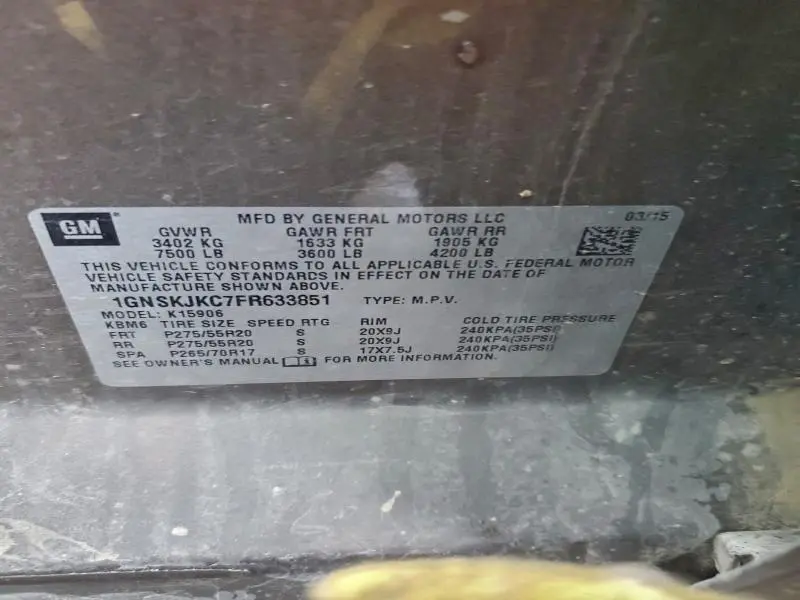 GM MFD BY GENERAL MOTORS LLC 03/15
GVWR GAWR FRT GAWR RR
3402 KG 1633 KG 1905 KG
7500 LB 3600 LB 4200 LB
THIS VEHICLE CONFORMS TO ALL APPLICABLE U.S. FEDERAL MOTOR
VEHICLE SAFETY STANDARDS IN EFFECT ON THE DATE OF
MANUFACTURE SHOWN ABOVE.
1GNSKJKC7FR633851 TYPE: M.P.V.
MODEL: K15906
KBM6 TIRE SIZE SPEED RTG RIM COLD TIRE PRESSURE
FRT P275/55R20 S 20X9J 240KPA(35PSI)
RR P275/55R20 S 20X9J 240KPA(35PSI)
SPA P265/70R17 S 17X7.5J 240KPA(35PSI)
SEE OWNER'S MANUAL FOR MORE INFORMATION.